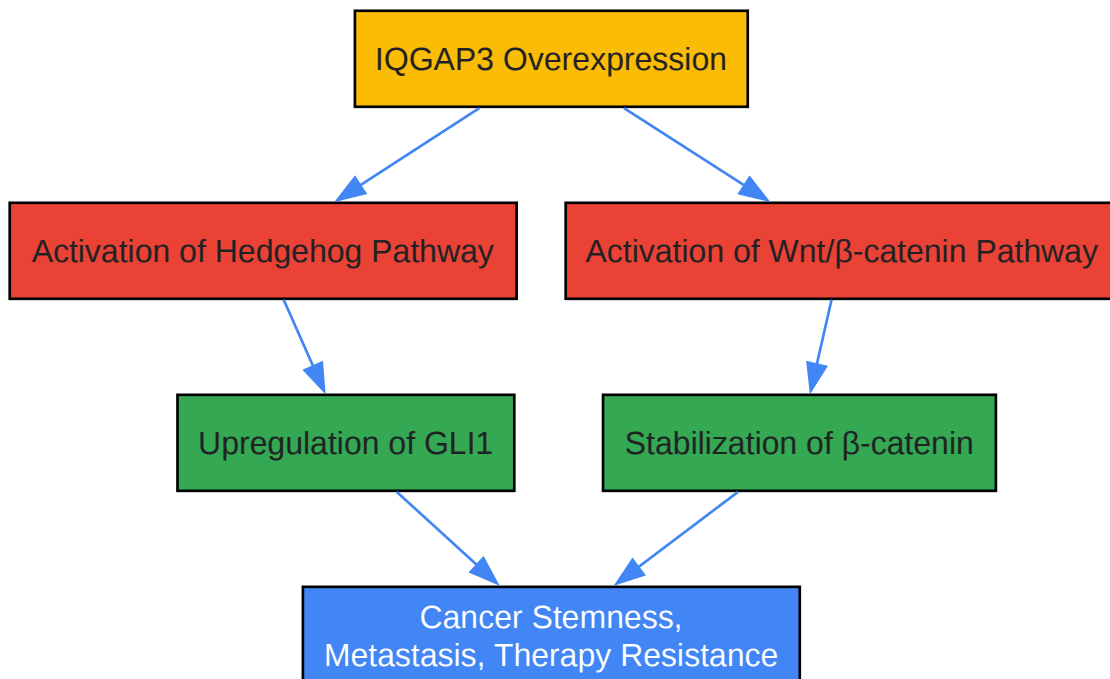 IQGAP3 Overexpression
Activation of Hedgehog Pathway
Activation of Wnt/β-catenin Pathway
Upregulation of GLI1
Stabilization of β-catenin
Cancer Stemness,
Metastasis, Therapy Resistance